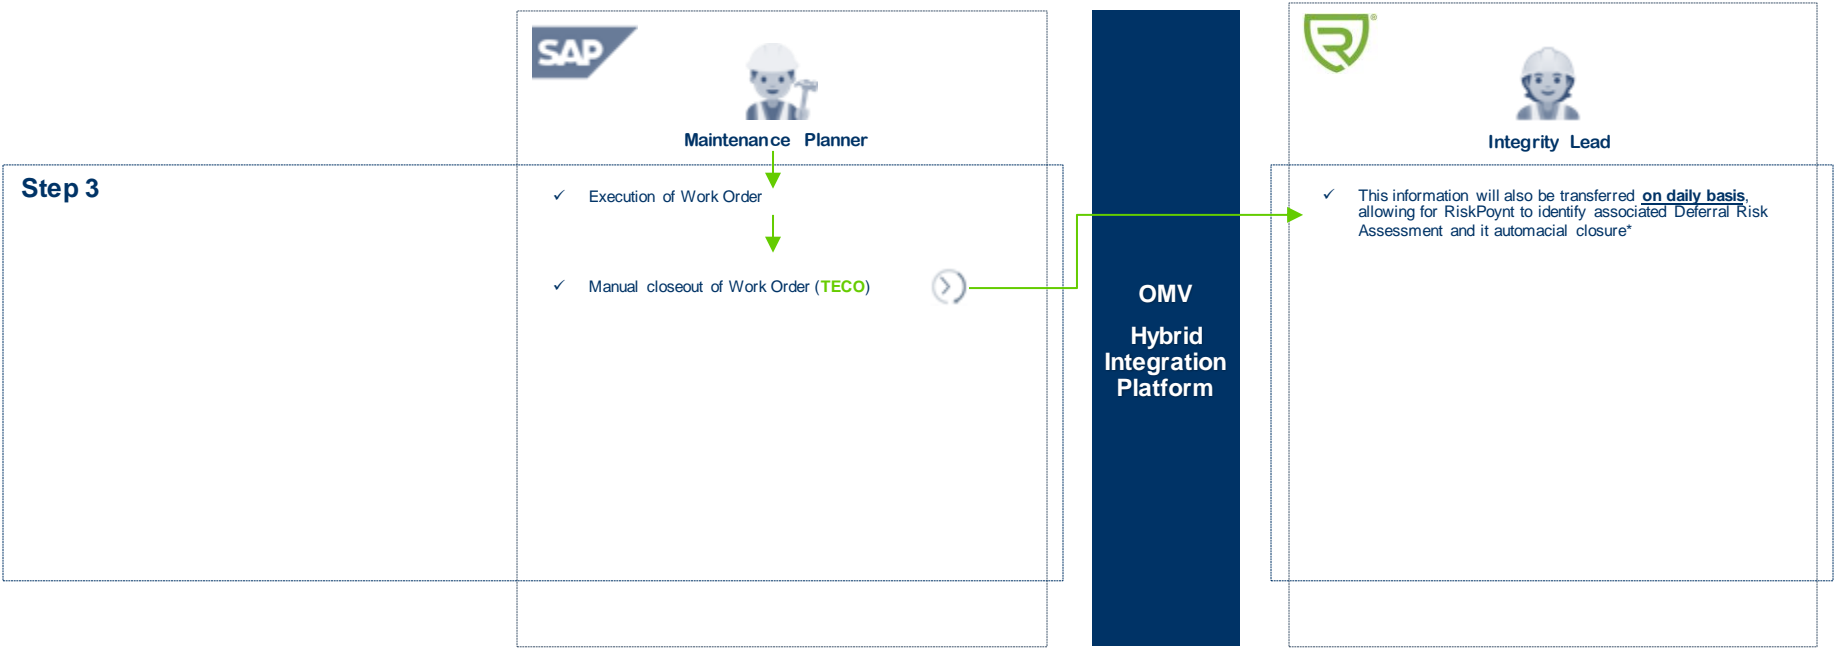 SAP
Maintenance Planner
Step 3
✓ Execution of Work Order
✓ Manual closeout of Work Order (TECO)
OMV
Hybrid
Integration
Platform
R®
Integrity Lead
✓ This information will also be transferred on daily basis,
allowing for RiskPoynt to identify associated Deferral Risk
Assessment and it automacial closure*